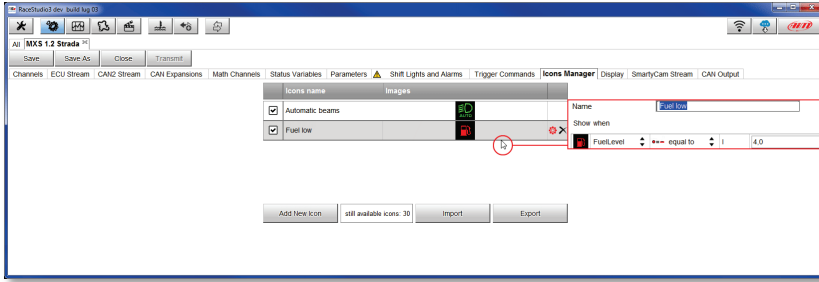 RaceStudio3 dev. build lug 03
AiM
All MXS 1.2 Strada
Save Save As Close Transmit
Channels ECU Stream CAN2 Stream CAN Expansions Math Channels Status Variables Parameters Shift Lights and Alarms Trigger Commands Icons Manager Display SmartyCam Stream CAN Output
Icons name Images
Automatic beams AUTO
Fuel low
Name Fuel low
Show when
FuelLevel equal to l 4,0
Add New Icon still available icons: 30 Import Export